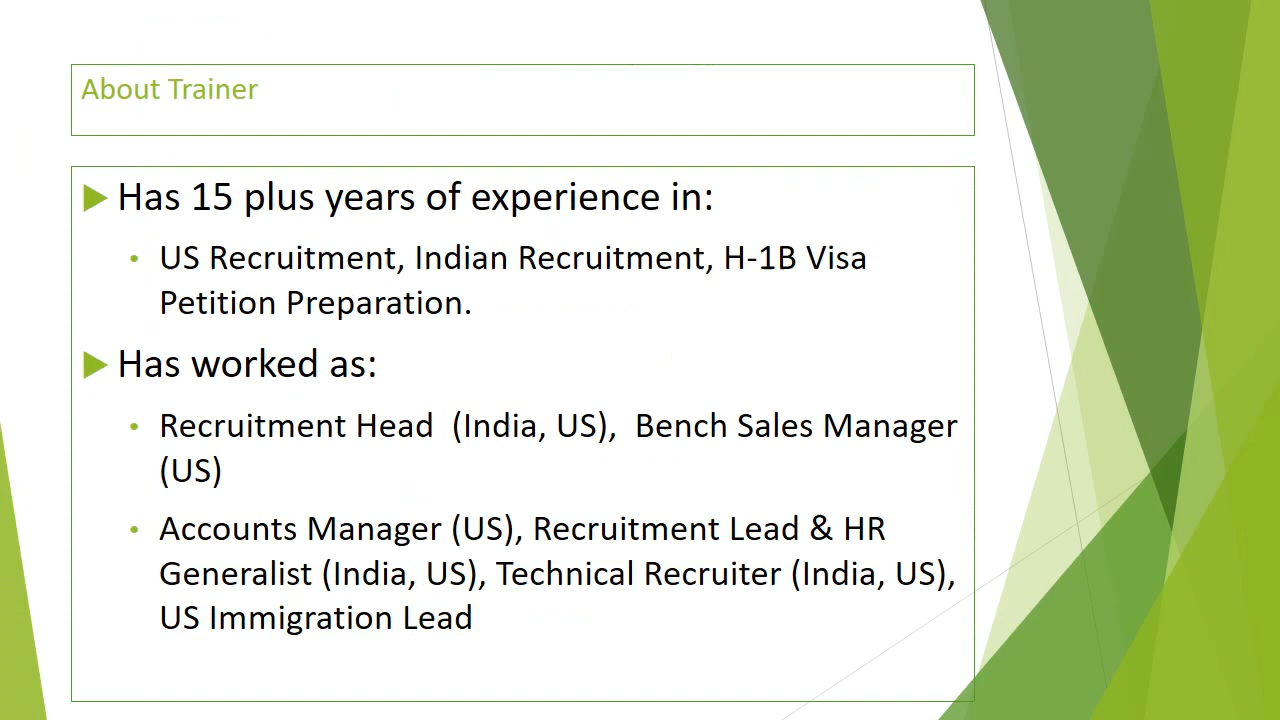 About Trainer
Has 15 plus years of experience in:
US Recruitment, Indian Recruitment, H-1B Visa
Petition Preparation.
Has worked as:
Recruitment Head  (India, US),  Bench Sales Manager
(US)
Accounts Manager (US), Recruitment Lead & HR
Generalist (India, US), Technical Recruiter (India, US),
US Immigration Lead